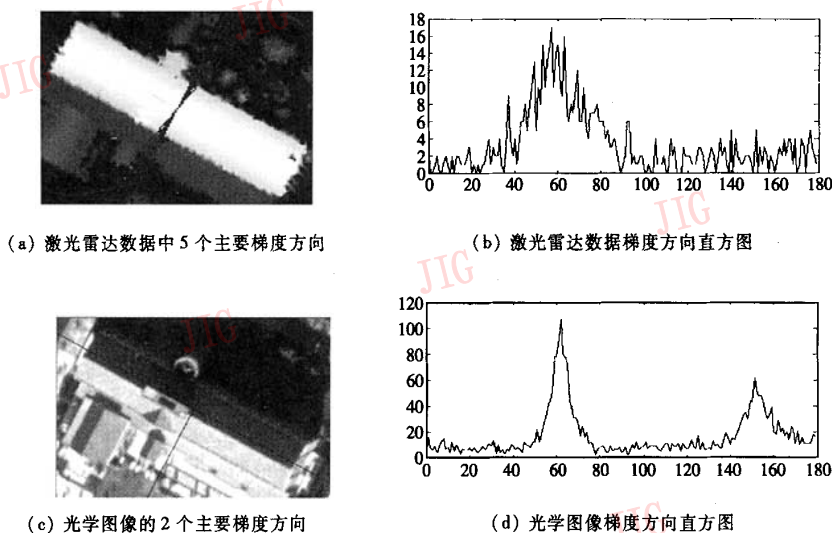 JIG
JIG
18
16
14
12
10
8
6
4
2
0
0 20 40 60 80 100 120 140 160 180
(a) 激光雷达数据中5个主要梯度方向
(b) 激光雷达数据梯度方向直方图
JIG
JIG
JIG
120
100
80
60
40
20
0
0 20 40 60 80 100 120 140 160 180
(c) 光学图像的2个主要梯度方向
(d) 光学图像梯度方向直方图
JIG